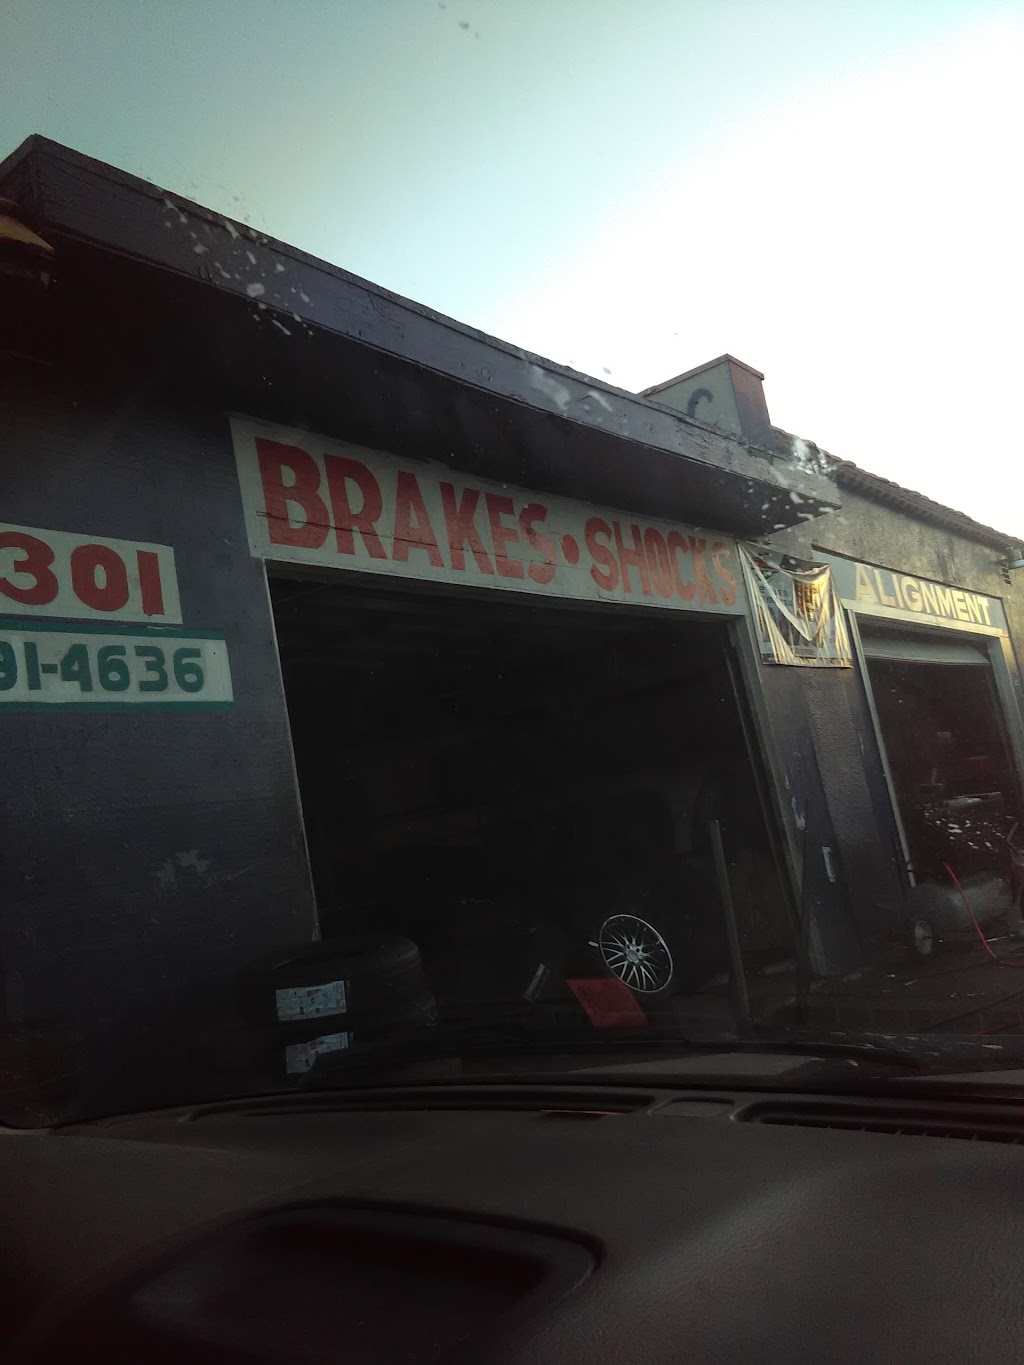 BRAKES • SHOCKS
ALIGNMENT
301
91-4636